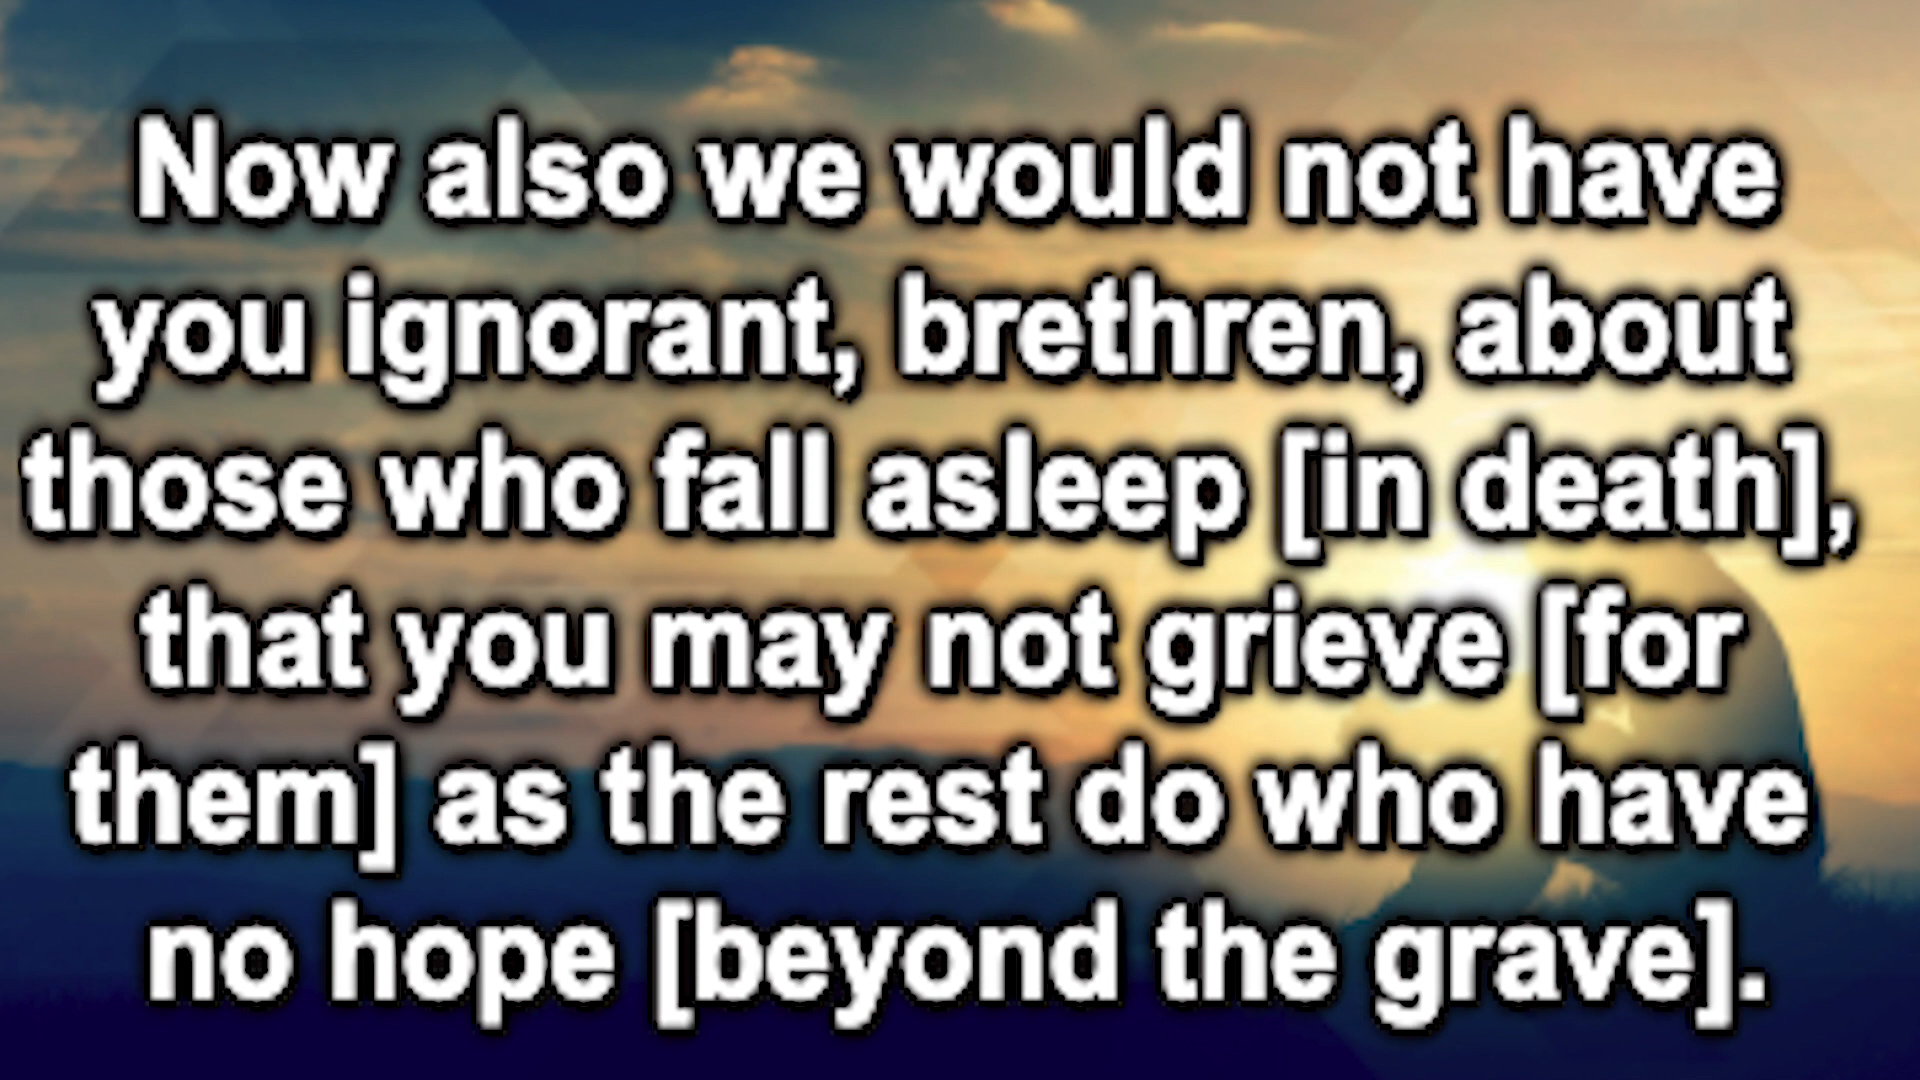 Now also we would not have
you ignorant, brethren, about
those who fall asleep [in death],
that you may not grieve [for
them] as the rest do who have
no hope [beyond the grave].